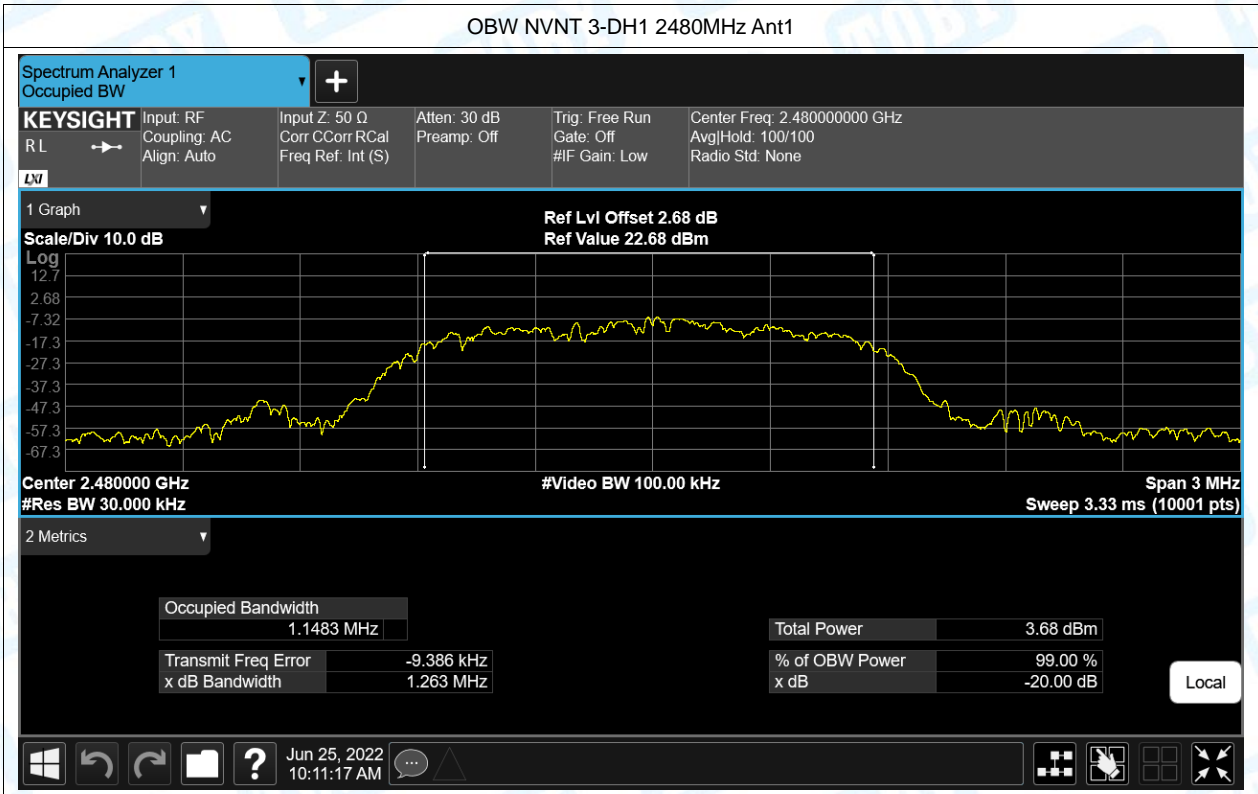 OBW NVNT 3-DH1 2480MHz Ant1
Spectrum Analyzer 1
Occupied BW
KEYSIGHT
R L
LXI
Input: RF
Coupling: AC
Align: Auto
Input Z: 50 Ω
Corr CCorr RCal
Freq Ref: Int (S)
Atten: 30 dB
Preamp: Off
Trig: Free Run
Gate: Off
#IF Gain: Low
Center Freq: 2.480000000 GHz
Avg|Hold: 100/100
Radio Std: None
1 Graph
Scale/Div 10.0 dB
Ref Lvl Offset 2.68 dB
Ref Value 22.68 dBm
Log
12.7
2.68
-7.32
-17.3
-27.3
-37.3
-47.3
-57.3
-67.3
Center 2.480000 GHz
#Res BW 30.000 kHz
#Video BW 100.00 kHz
Span 3 MHz
Sweep 3.33 ms (10001 pts)
2 Metrics
Occupied Bandwidth
1.1483 MHz
Transmit Freq Error -9.386 kHz
x dB Bandwidth 1.263 MHz
Total Power 3.68 dBm
% of OBW Power 99.00 %
x dB -20.00 dB
Local
?
Jun 25, 2022
10:11:17 AM